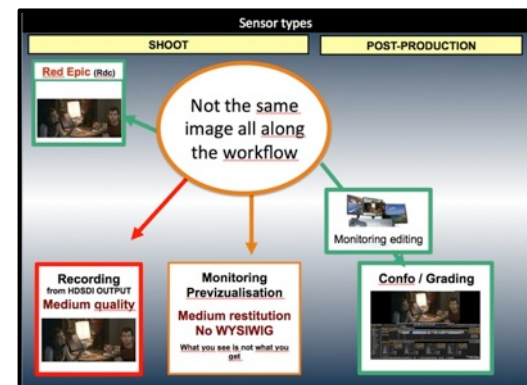 Sensor types
SHOOT
POST-PRODUCTION
Red Epic (Rdc)
Not the same
image all along
the workflow
Monitoring editing
Recording
from HDSDI OUTPUT
Medium quality
Monitoring
Previzualisation
Medium restitution
No WYSIWIG
What you see is not what you
get
Confo / Grading